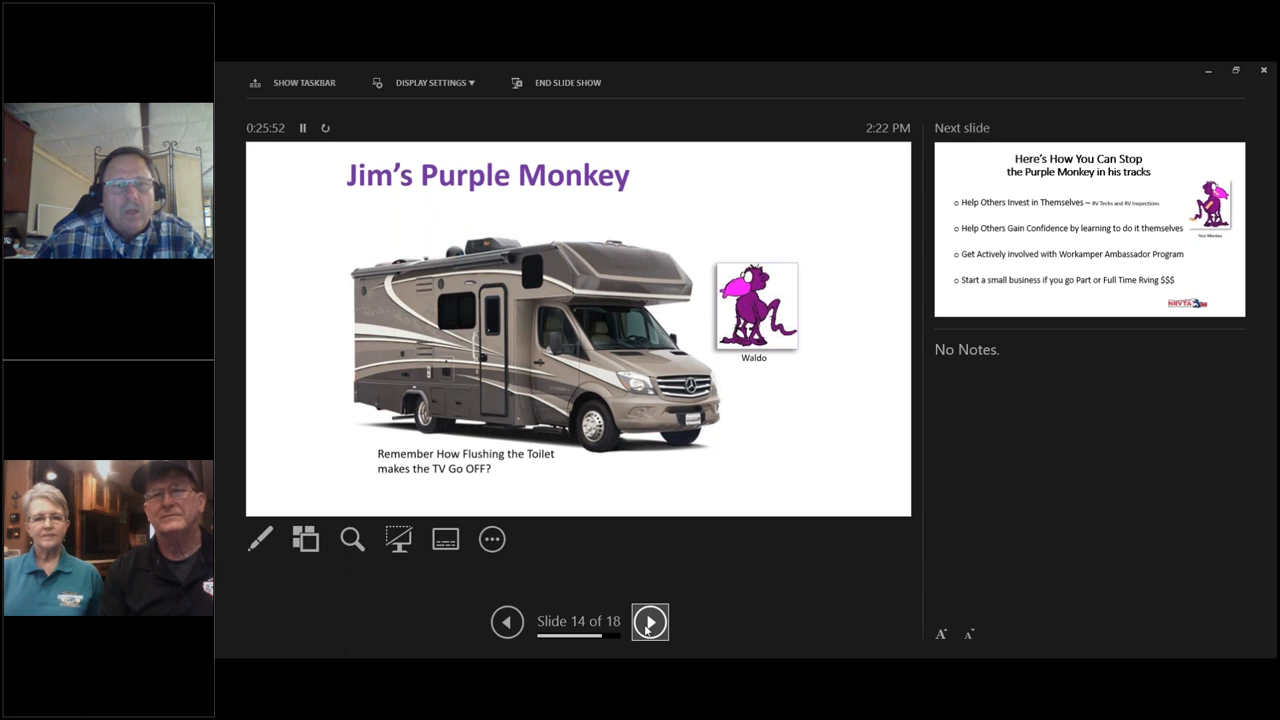 SHOW TASKBAR
DISPLAY SETTINGS ▼
END SLIDE SHOW
0:25:52
2:22 PM
Jim's Purple Monkey
Waldo
Remember How Flushing the Toilet
makes the TV Go OFF?
Slide 14 of 18
Next slide
Here's How You Can Stop
the Purple Monkey in his tracks
o Help Others Invest in Themselves – RV Techs and RV Inspections
o Help Others Gain Confidence by learning to do it themselves
Your Monkey
o Get Actively involved with Workamper Ambassador Program
o Start a small business if you go Part or Full Time Rving $$$
NRVTA
No Notes.
A
A